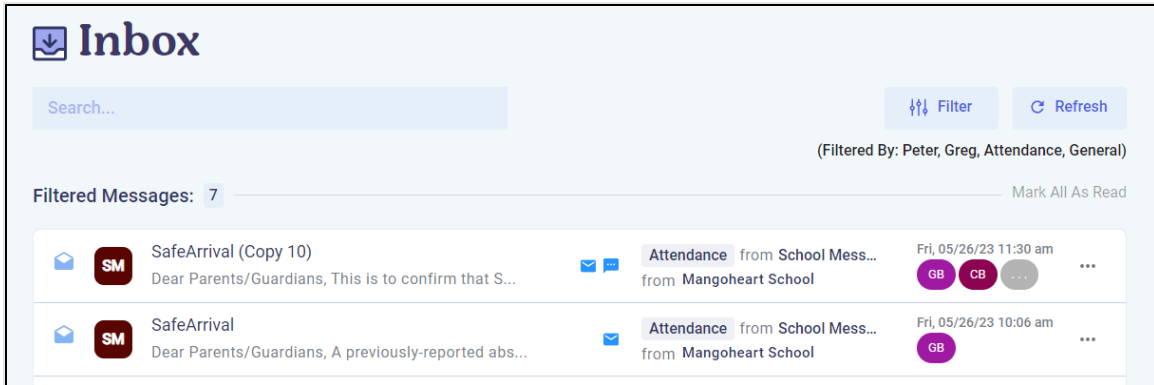 Inbox
Search...
Filter
Refresh
(Filtered By: Peter, Greg, Attendance, General)
Filtered Messages: 7
Mark All As Read
SM
SafeArrival (Copy 10)
Dear Parents/Guardians, This is to confirm that S...
Attendance from School Mess...
from Mangoheart School
Fri, 05/26/23 11:30 am
GB CB ...
SM
SafeArrival
Dear Parents/Guardians, A previously-reported abs...
Attendance from School Mess...
from Mangoheart School
Fri, 05/26/23 10:06 am
GB